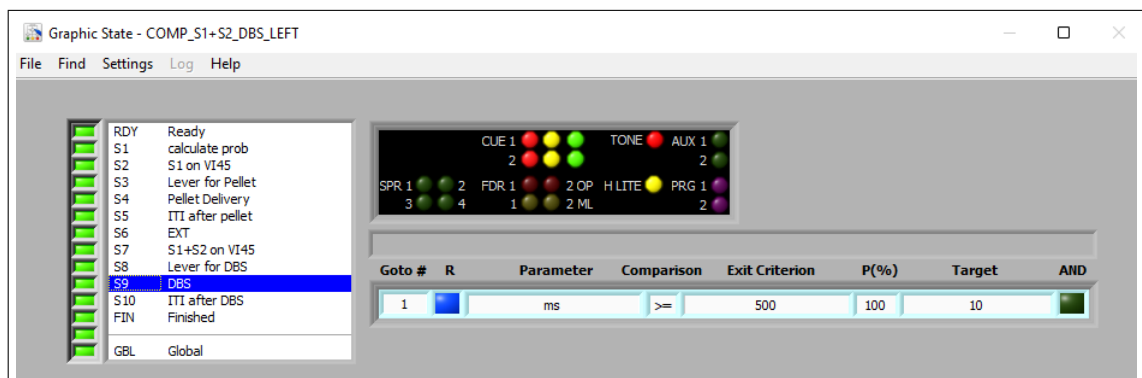 Graphic State - COMP_S1+S2_DBS_LEFT
File Find Settings Log Help
RDY Ready
S1 calculate prob
S2 S1 on VI45
S3 Lever for Pellet
S4 Pellet Delivery
S5 ITI after pellet
S6 EXT
S7 S1+S2 on VI45
S8 Lever for DBS
S9 DBS
S10 ITI after DBS
FIN Finished
GBL Global
CUE 1 TONE AUX 1
2 2
SPR 1 2 FDR 1 2 OP H LITE PRG 1
3 4 1 2 ML 2
Goto # R Parameter Comparison Exit Criterion P(%) Target AND
1 ms >= 500 100 10